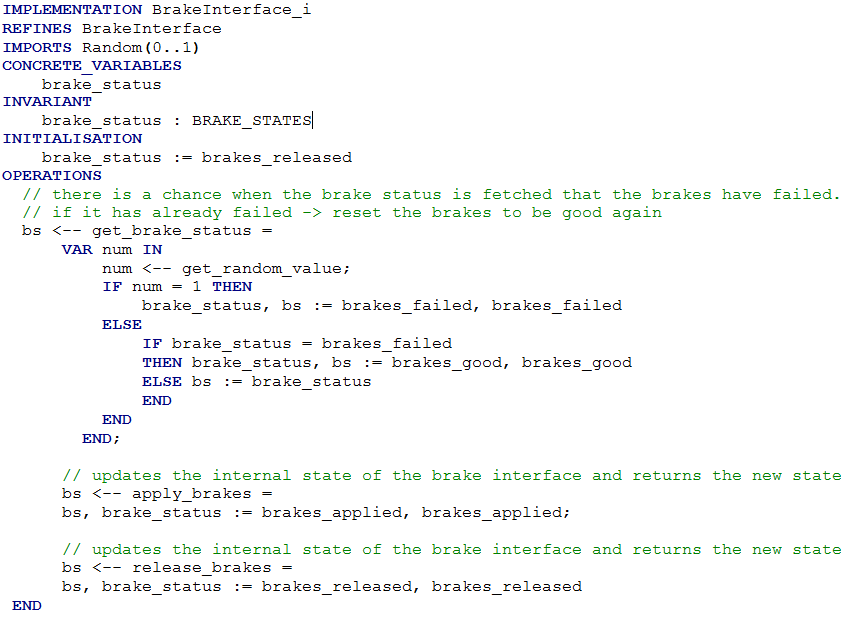 IMPLEMENTATION BrakeInterface_i
REFINES BrakeInterface
IMPORTS Random(0..1)
CONCRETE_VARIABLES
    brake_status
INVARIANT
    brake_status : BRAKE_STATES
INITIALISATION
    brake_status := brakes_released
OPERATIONS
  // there is a chance when the brake status is fetched that the brakes have failed.
  // if it has already failed -> reset the brakes to be good again
  bs <-- get_brake_status =
      VAR num IN
          num <-- get_random_value;
          IF num = 1 THEN
              brake_status, bs := brakes_failed, brakes_failed
          ELSE
              IF brake_status = brakes_failed
              THEN brake_status, bs := brakes_good, brakes_good
              ELSE bs := brake_status
              END
          END
        END;

      // updates the internal state of the brake interface and returns the new state
      bs <-- apply_brakes =
      bs, brake_status := brakes_applied, brakes_applied;

      // updates the internal state of the brake interface and returns the new state
      bs <-- release_brakes =
      bs, brake_status := brakes_released, brakes_released
 END